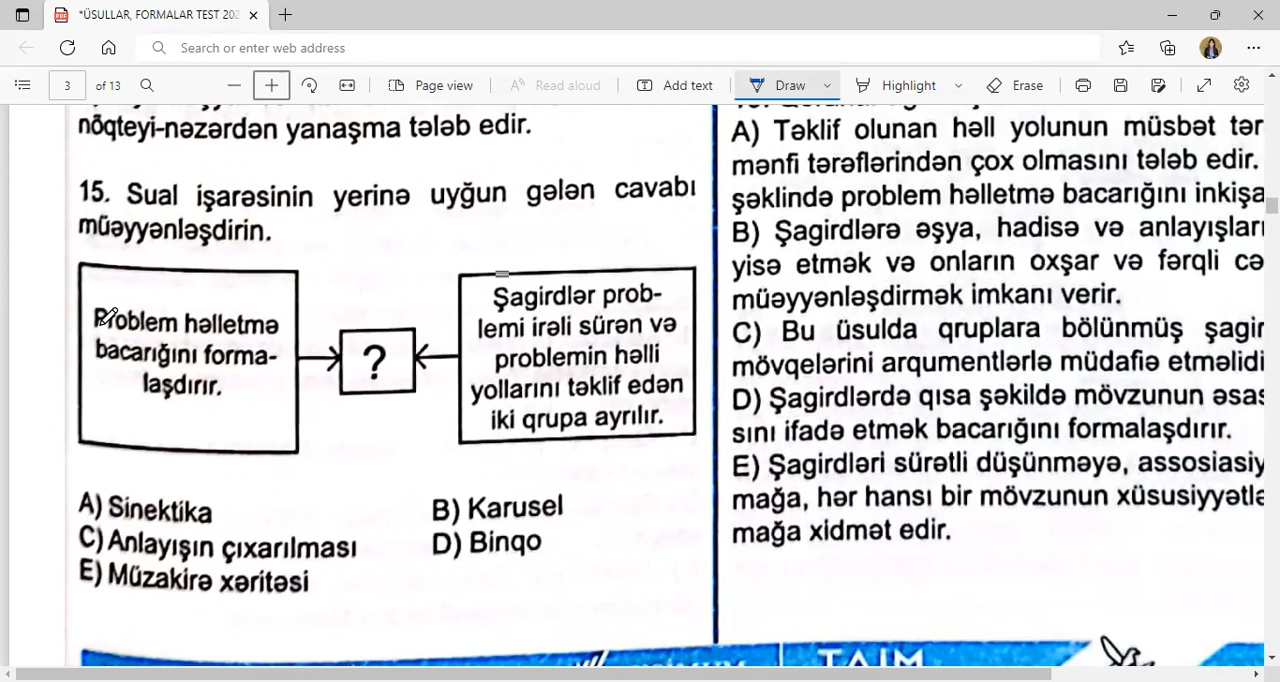 *ÜSULLAR, FORMALAR TEST 202
Search or enter web address
3 of 13
Page view
Read aloud
Add text
Draw
Highlight
Erase
nöqteyi-nəzərdən yanaşma tələb edir.
15. Sual işarəsinin yerinə uyğun gələn cavabı
müəyyənləşdirin.
Problem həlletmə
bacarığını forma-
laşdırır.
?
Şagirdlər prob-
lemi irəli sürən və
problemin həlli
yollarını təklif edən
iki qrupa ayrılır.
A) Sinektika
B) Karusel
C) Anlayışın çıxarılması
D) Binqo
E) Müzakirə xəritəsi
A) Təklif olunan həll yolunun müsbət tər
mənfi tərəflərindən çox olmasını tələb edir.
şəklində problem həlletmə bacarığını inkişa
B) Şagirdlərə əşya, hadisə və anlayışları
yisə etmək və onların oxşar və fərqli cə
müəyyənləşdirmək imkanı verir.
C) Bu üsulda qruplara bölünmüş şagir
mövqelərini arqumentlərlə müdafiə etməlidi
D) Şagirdlərdə qısa şəkildə mövzunun əsas
sını ifadə etmək bacarığını formalaşdırır.
E) Şagirdləri sürətli düşünməyə, assosiasiy
mağa, hər hansı bir mövzunun xüsusiyyətlə
mağa xidmət edir.